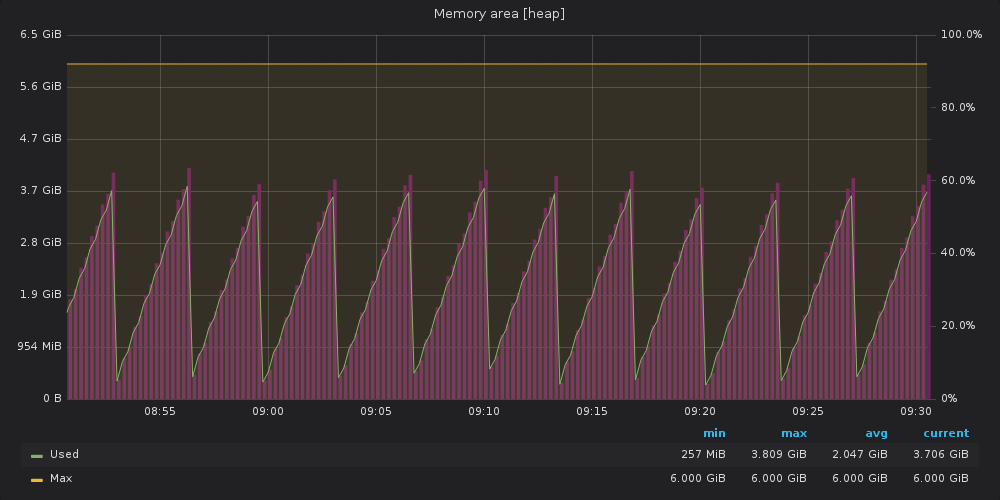 Memory area [heap]
6.5 GiB 100.0%
5.6 GiB
80.0%
4.7 GiB
3.7 GiB 60.0%
2.8 GiB
40.0%
1.9 GiB
20.0%
954 MiB
0 B 0%
08:55 09:00 09:05 09:10 09:15 09:20 09:25 09:30
min max avg current
Used 257 MiB 3.809 GiB 2.047 GiB 3.706 GiB
Max 6.000 GiB 6.000 GiB 6.000 GiB 6.000 GiB